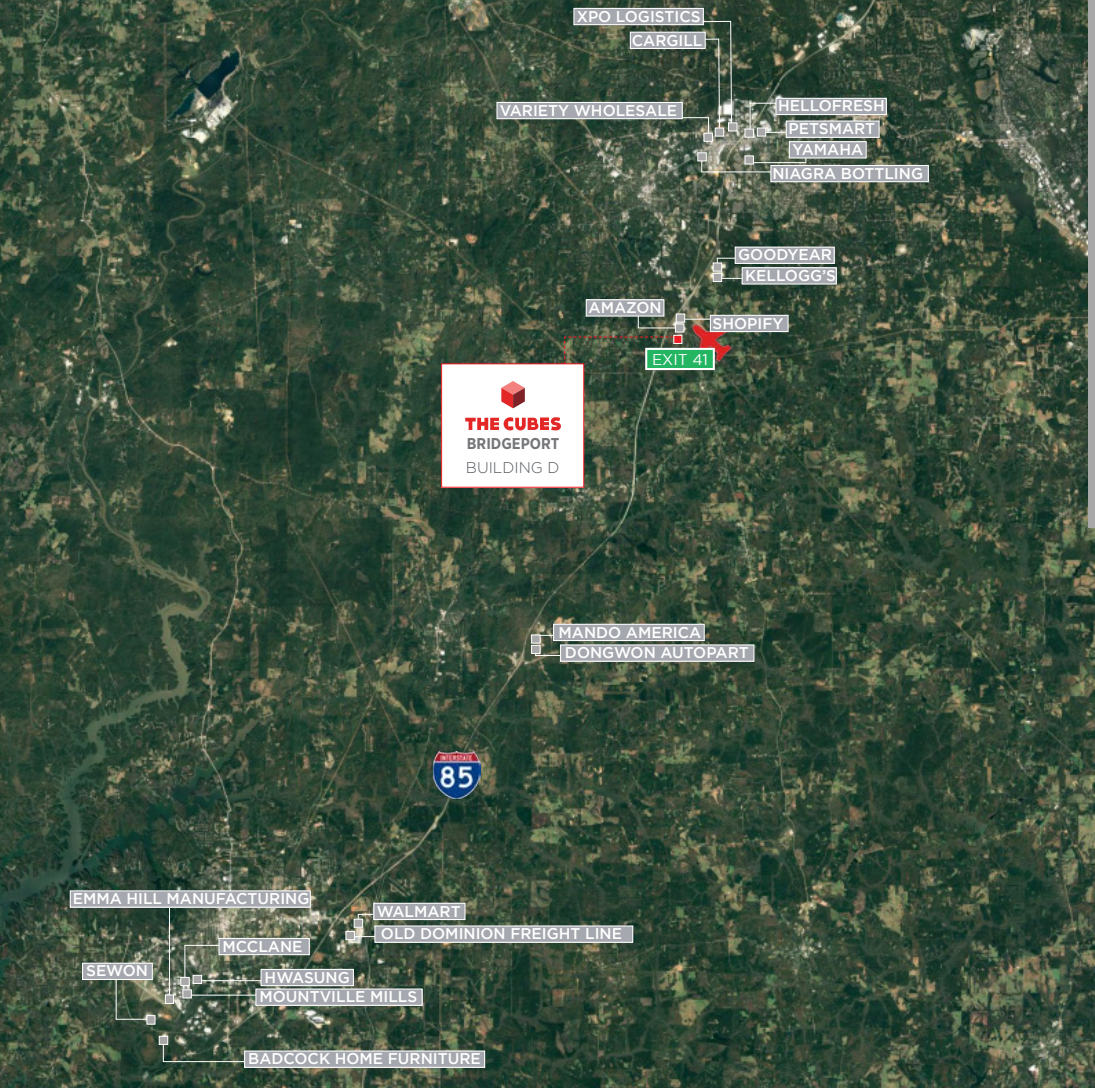 XPO LOGISTICS
CARGILL
HELLOFRESH
VARIETY WHOLESALE
PETSMART
YAMAHA
NIAGRA BOTTLING
GOODYEAR
KELLOGG'S
AMAZON
SHOPIFY
EXIT 41
THE CUBES
BRIDGEPORT
BUILDING D
MANDO AMERICA
DONGWON AUTOPART
INTERSTATE
85
EMMA HILL MANUFACTURING
WALMART
OLD DOMINION FREIGHT LINE
MCCLANE
SEWON
HWASUNG
MOUNTVILLE MILLS
BADCOCK HOME FURNITURE